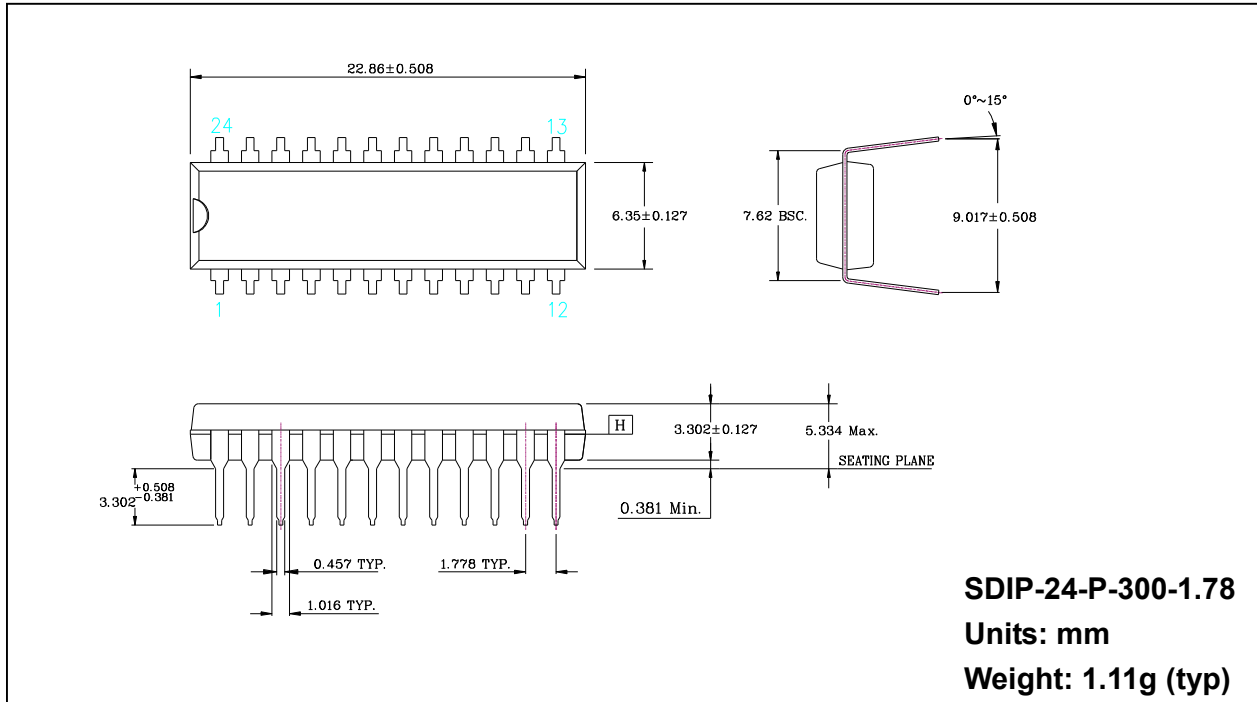 22.86±0.508
0°~15°
24
13
6.35±0.127
7.62 BSC.
9.017±0.508
1
12
H
3.302±0.127
5.334 Max.
SEATING PLANE
+0.508
3.302 -0.381
0.381 Min.
0.457 TYP.
1.778 TYP.
1.016 TYP.
SDIP-24-P-300-1.78
Units: mm
Weight: 1.11g (typ)